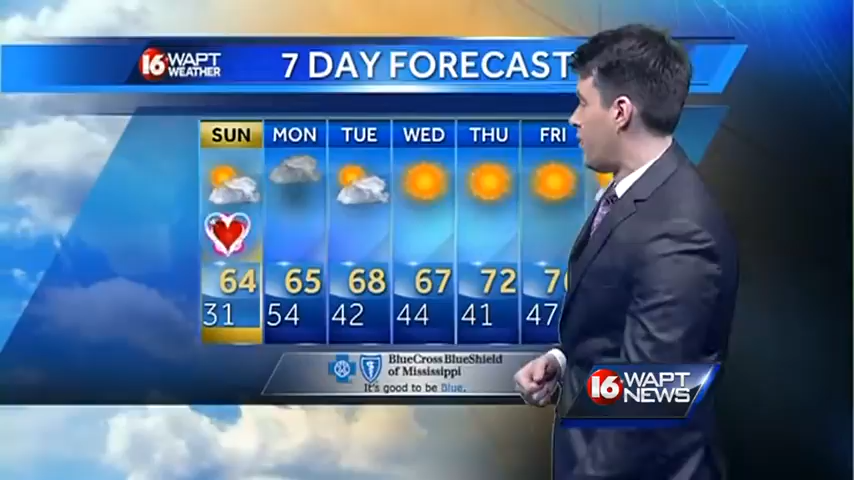 16 WAPT
WEATHER
7 DAY FORECAST
SUN MON TUE WED THU FRI
64 65 68 67 72
31 54 42 44 41 47
BlueCross BlueShield
of Mississippi
It's good to be Blue.
16 WAPT
NEWS